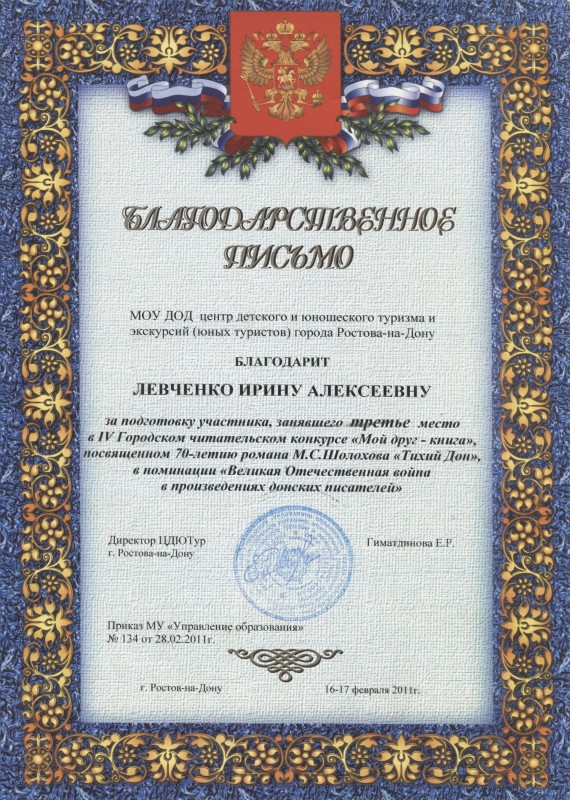 БЛАГОДАРСТВЕННОЕ
ПИСЬМО
МОУ ДОД центр детского и юношеского туризма и
экскурсий (юных туристов) города Ростова-на-Дону
БЛАГОДАРИТ
ЛЕВЧЕНКО ИРИНУ АЛЕКСЕЕВНУ
за подготовку участника, занявшего третье место
в IV Городском читательском конкурсе «Мой друг - книга»,
посвященном 70-летию романа М.С.Шолохова «Тихий Дон»,
в номинации «Великая Отечественная война
в произведениях донских писателей»
Директор ЦДЮТур Гиматдинова Е.Р.
г. Ростова-на-Дону
Приказ МУ «Управление образования»
№ 134 от 28.02.2011г.
г. Ростов-на-Дону 16-17 февраля 2011г.